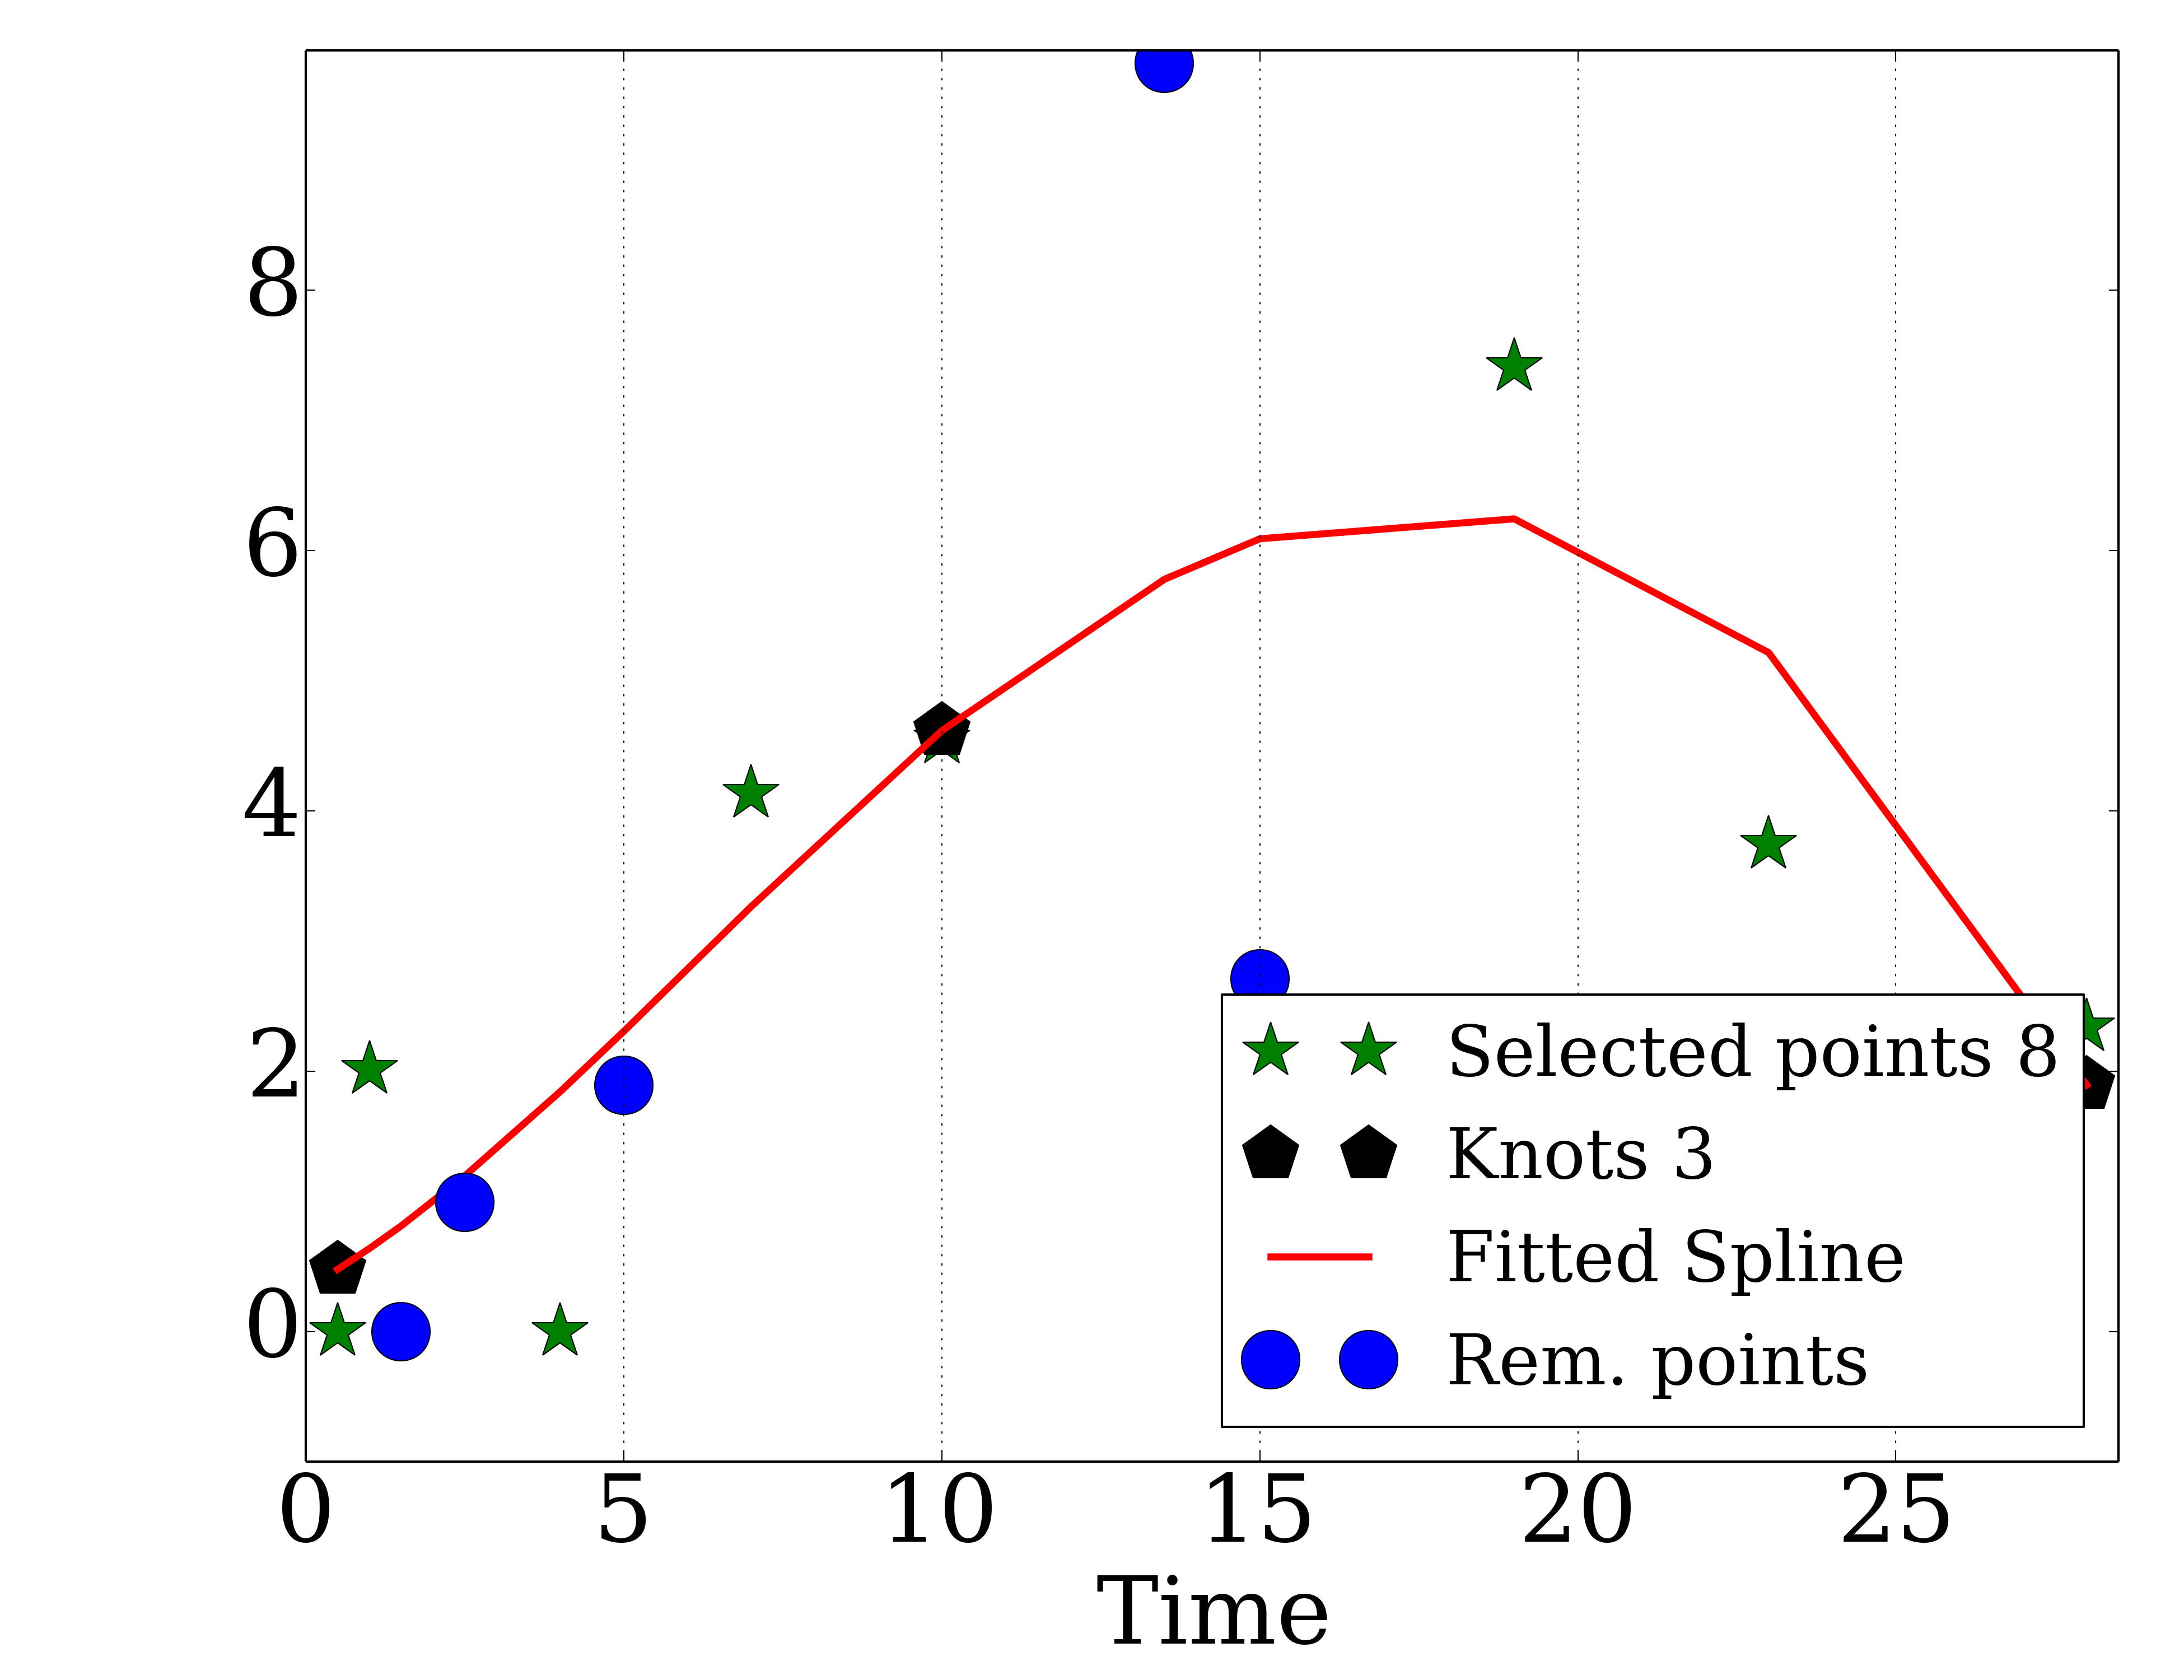 8
6
4
2
0
0 5 10 15 20 25
Time
Selected points 8
Knots 3
Fitted Spline
Rem. points